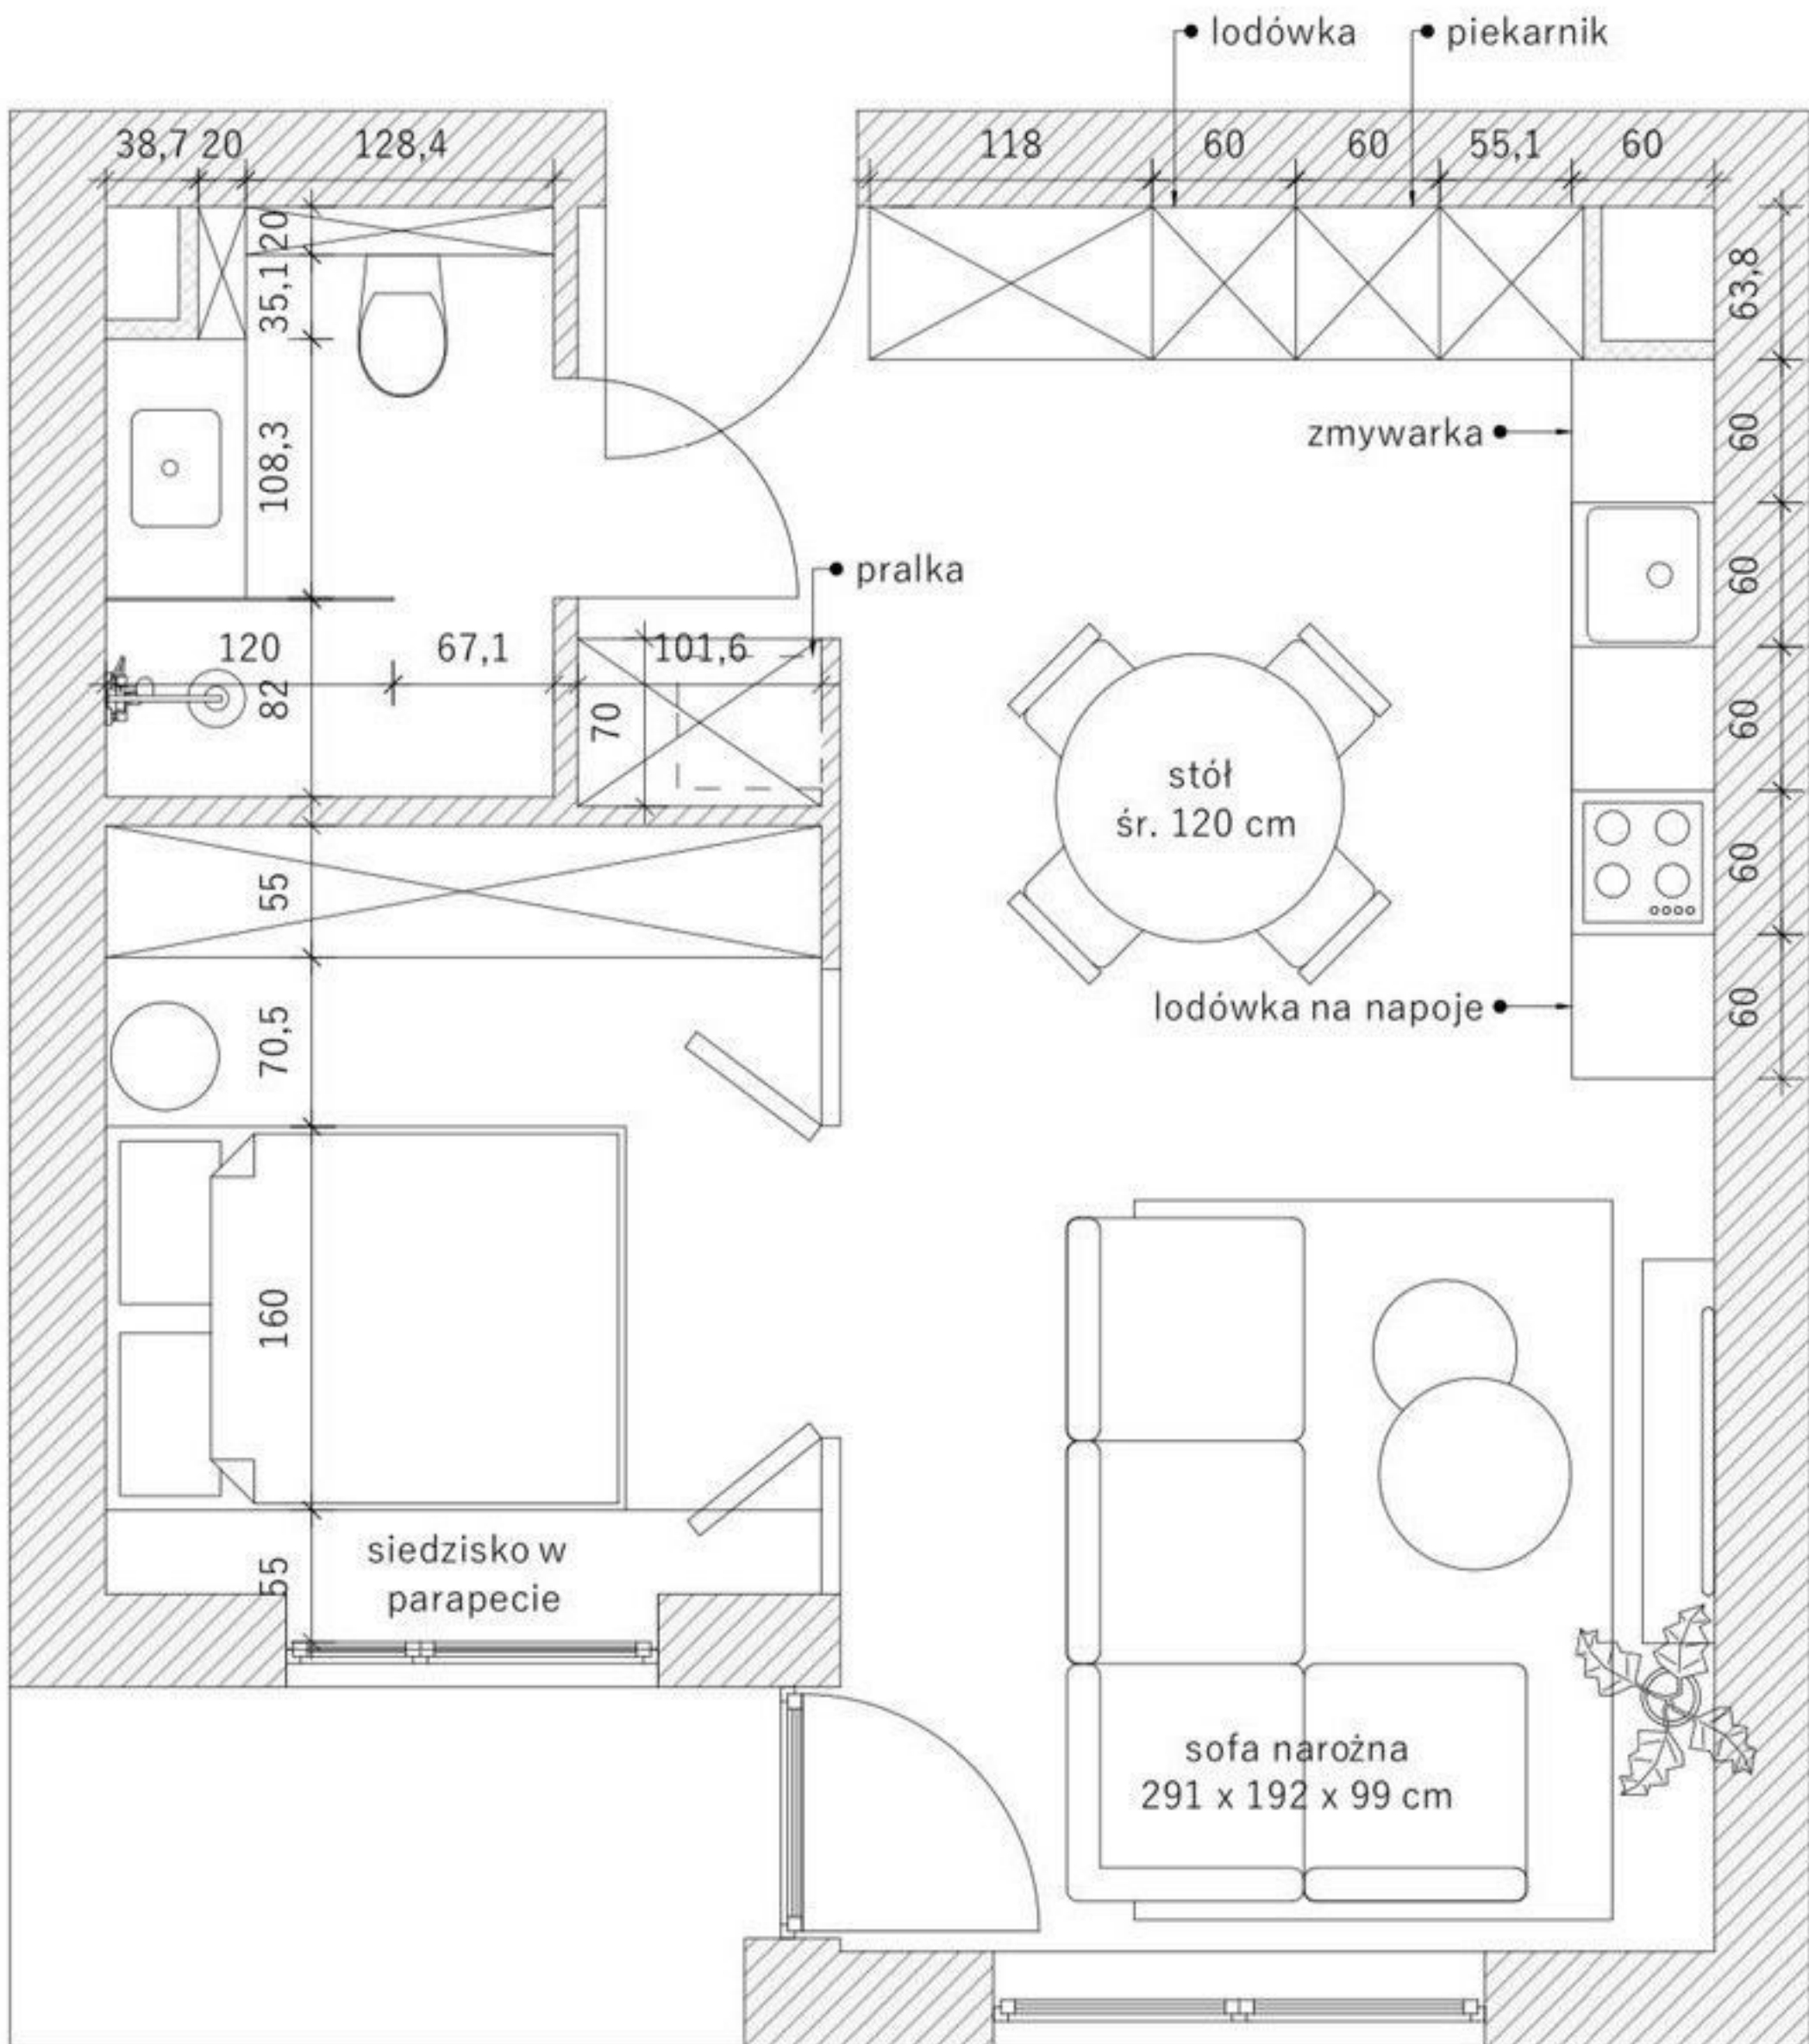 lodówka
piekarnik
38,7 20 128,4
118 60 60 55,1 60
20
35,1
63,8
zmywarka
60
108,3
pralka
60
120 67,1 101,6
82
70
60
stół
śr. 120 cm
55
60
lodówka na napoje
60
70,5
160
siedzisko w
parapecie
55
sofa narożna
291 x 192 x 99 cm